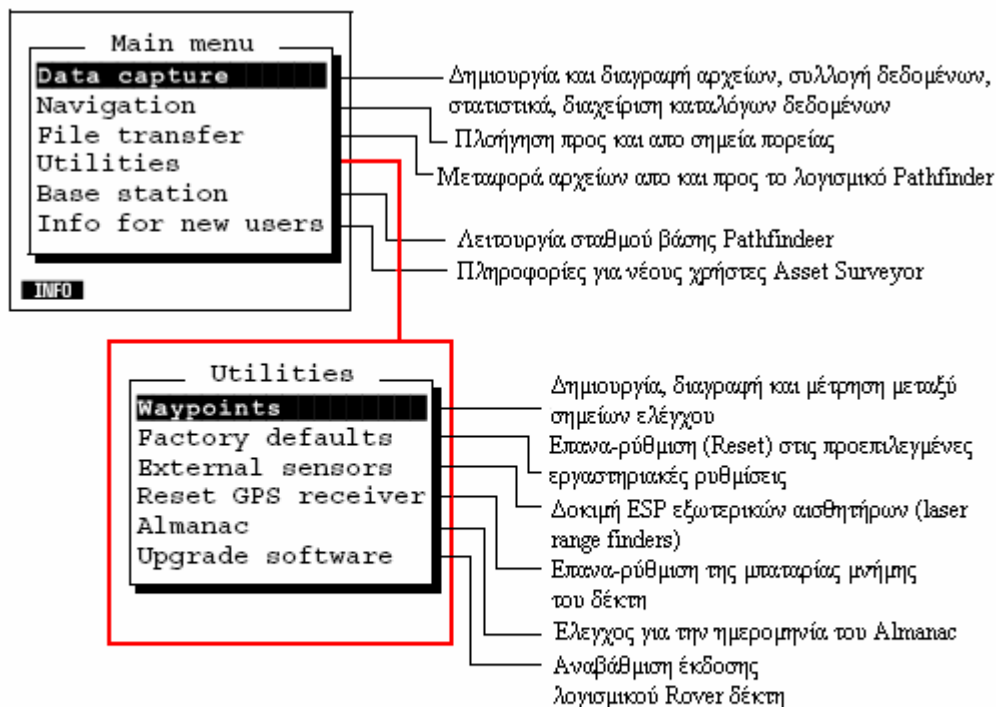 Main menu
Data capture
Navigation
File transfer
Utilities
Base station
Info for new users
INFO
Δημιουργία και διαγραφή αρχείων, συλλογή δεδομένων,
στατιστικά, διαχείριση καταλόγων δεδομένων
Πλοήγηση προς και απο σημεία πορείας
Μεταφορά αρχείων απο και προς το λογισμικό Pathfinder
Λειτουργία σταθμού βάσης Pathfindeer
Πληροφορίες για νέους χρήστες Asset Surveyor
Utilities
Waypoints
Factory defaults
External sensors
Reset GPS receiver
Almanac
Upgrade software
Δημιουργία, διαγραφή και μέτρηση μεταξύ
σημείων ελέγχου
Επανα-ρύθμιση (Reset) στις προεπιλεγμένες
εργαστηριακές ρυθμίσεις
Δοκιμή ESP εξωτερικών αισθητήρων (laser
range finders)
Επανα-ρύθμιση της μπαταρίας μνήμης
του δέκτη
Ελεγχος για την ημερομηνία του Almanac
Αναβάθμιση έκδοσης
λογισμικού Rover δέκτη